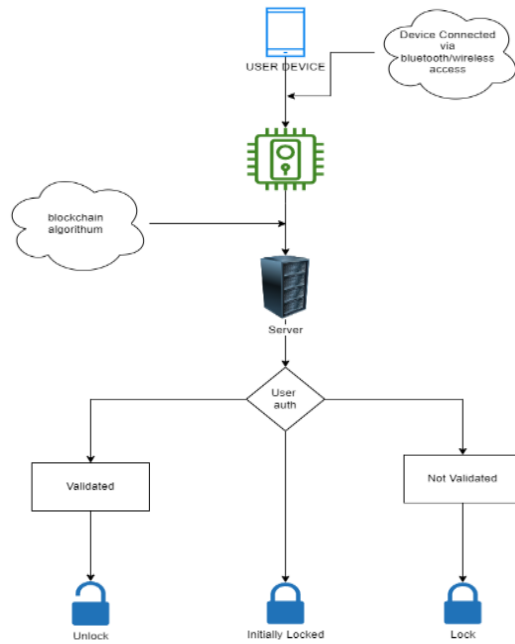 Device Connected
via
bluetooth/wireless
access
USER DEVICE
blockchain
algorithum
Server
User
auth
Validated
Not Validated
Unlock
Initially Locked
Lock